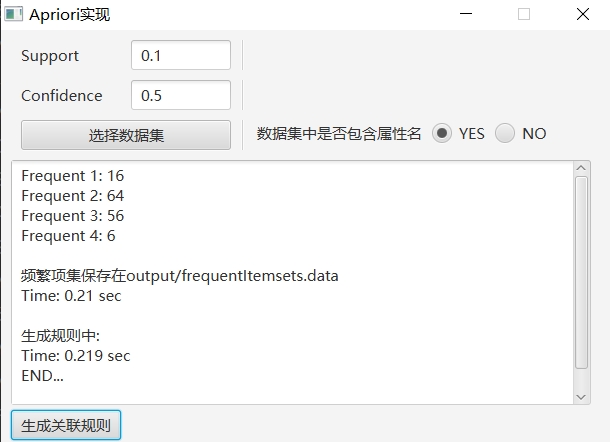 Apriori实现
Support 0.1
Confidence 0.5
选择数据集 数据集中是否包含属性名 YES NO
Frequent 1: 16
Frequent 2: 64
Frequent 3: 56
Frequent 4: 6
频繁项集保存在output/frequentItemsets.data
Time: 0.21 sec
生成规则中:
Time: 0.219 sec
END...
生成关联规则